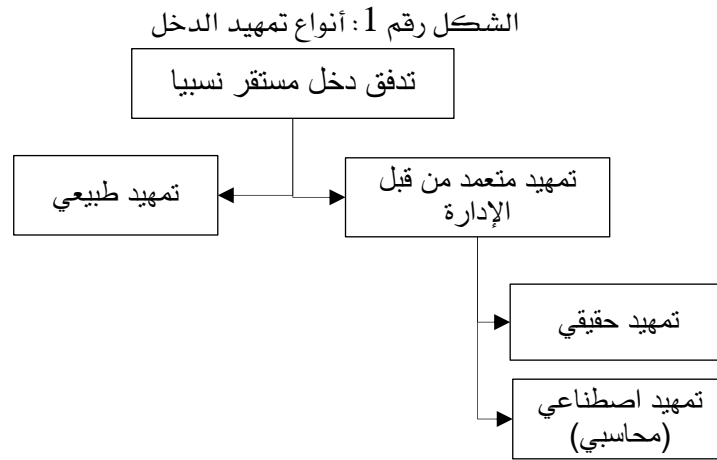 الشكل رقم 1: أنواع تمهيد الدخل
تدفق دخل مستقر نسبيا
تمهيد متعمد من قبل
الإدارة
تمهيد طبيعي
تمهيد حقيقي
تمهيد اصطناعي
(محاسبي)